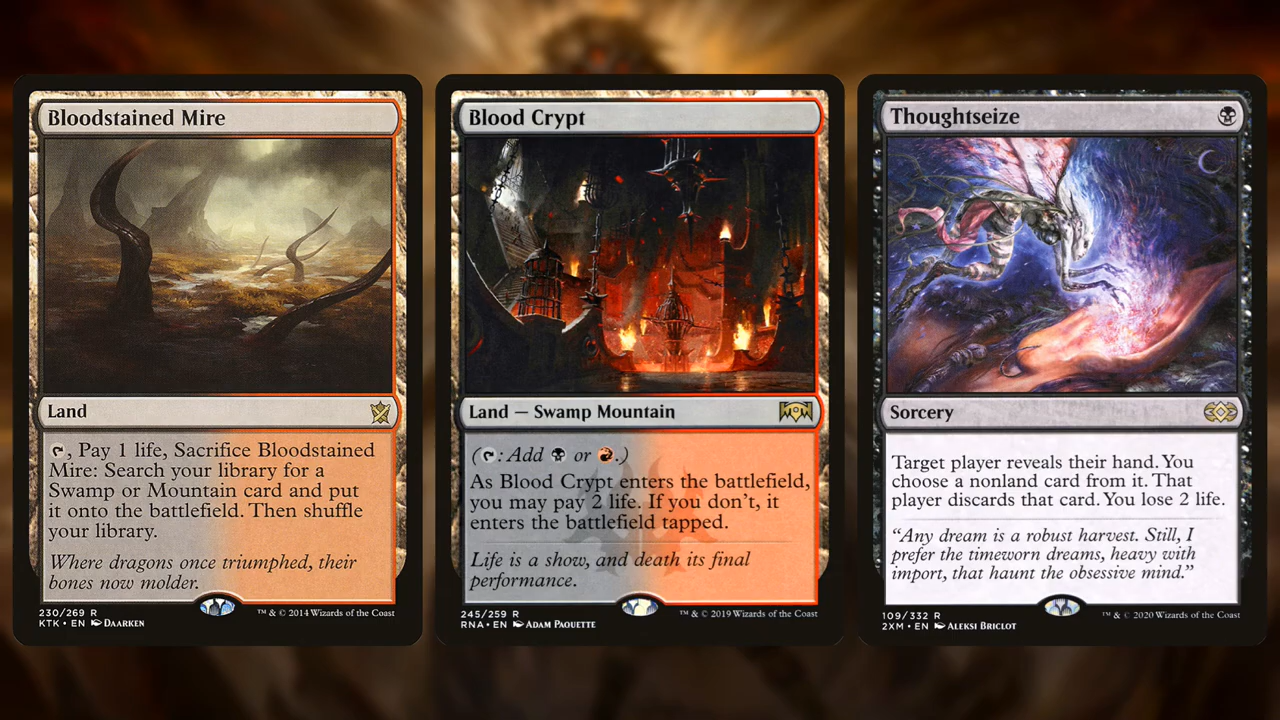 Bloodstained Mire
Land
, Pay 1 life, Sacrifice Bloodstained
Mire: Search your library for a
Swamp or Mountain card and put
it onto the battlefield. Then shuffle
your library.
Where dragons once triumphed, their
bones now molder.
230/269 R
KTK • EN Daarken
™ & © 2014 Wizards of the Coast
Blood Crypt
Land — Swamp Mountain
(: Add or .)
As Blood Crypt enters the battlefield,
you may pay 2 life. If you don't, it
enters the battlefield tapped.
Life is a show, and death its final
performance.
245/259 R
RNA • EN Adam Paquette
™ & © 2019 Wizards of the Coast
Thoughtseize
Sorcery
Target player reveals their hand. You
choose a nonland card from it. That
player discards that card. You lose 2 life.
"Any dream is a robust harvest. Still, I
prefer the timeworn dreams, heavy with
import, that haunt the obsessive mind."
109/332 R
2XM • EN Aleksi Briclot
™ & © 2020 Wizards of the Coast